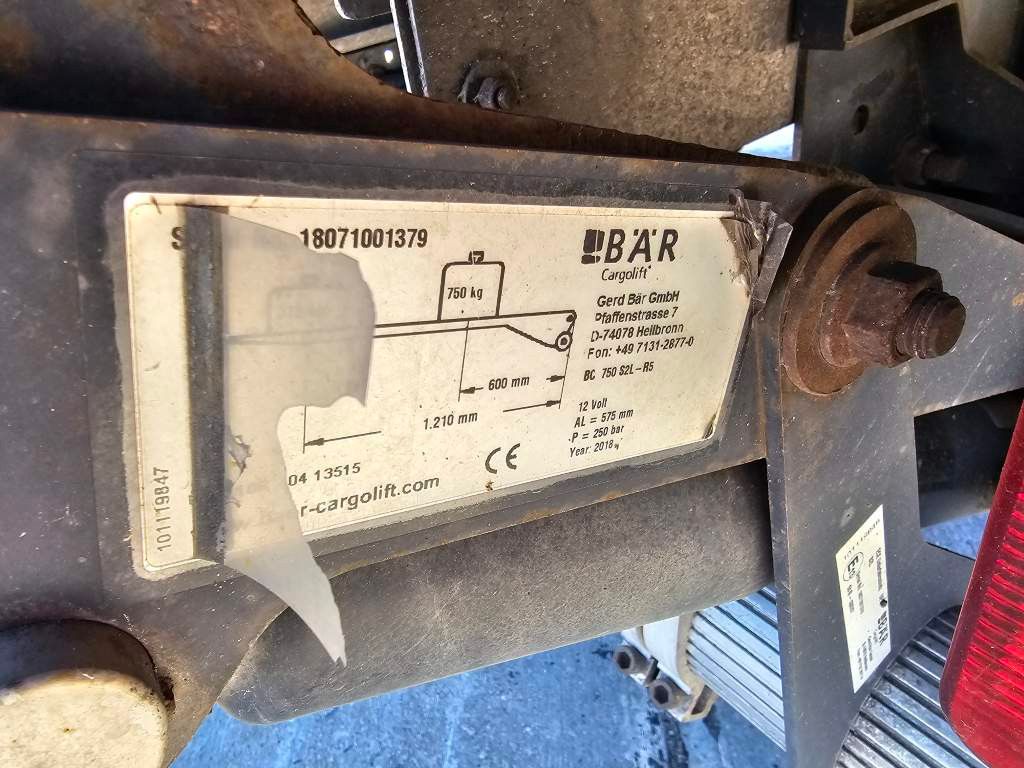 18071001379
BÄR
Cargolift
750 kg
Gerd Bär GmbH
Pfaffenstrasse 7
D-74078 Heilbronn
Fon: +49 7131-2877-0
BC 750 S2L-R5
600 mm
1.210 mm
12 Volt
AL = 575 mm
P = 250 bar
Year: 2018
04 13515
CE
r-cargolift.com
101119847
BÄR